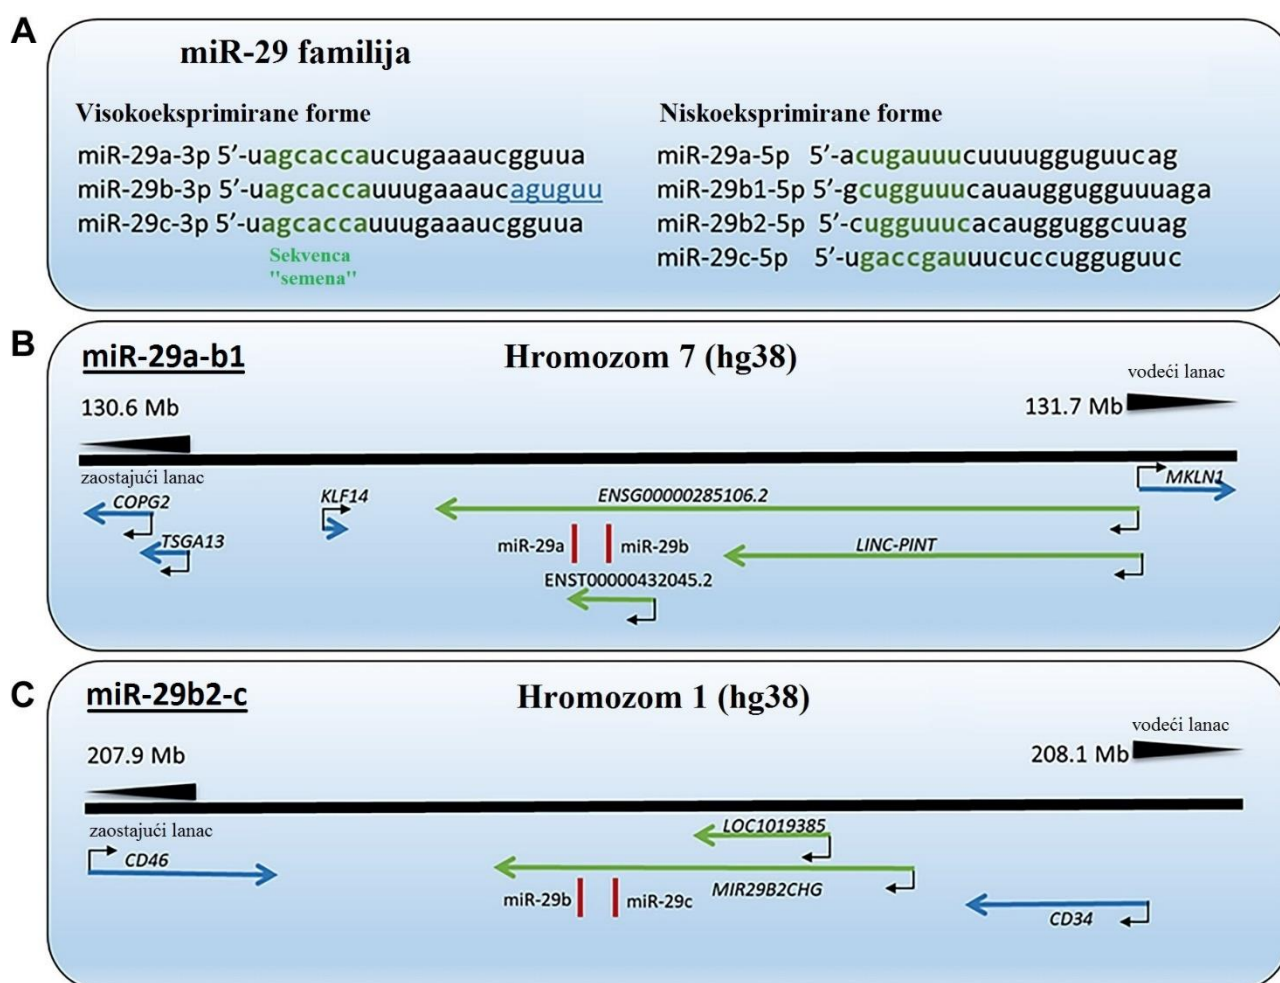 A
miR-29 familija
Visokoeksprimirane forme
miR-29a-3p 5’-uagcaccaucugaaaucgguua
miR-29b-3p 5’-uagcaccauuugaaaucaguguu
miR-29c-3p 5’-uagcaccauuugaaaucgguua
Sekvenca
"semena"
Niskoeksprimirane forme
miR-29a-5p 5’-acugauuucuuuugguguucag
miR-29b1-5p 5’-gcugguuucauauggugguuuaga
miR-29b2-5p 5’-cugguuucacaugguggcuuag
miR-29c-5p 5’-ugaccgauuucuccugguguuc
B
miR-29a-b1
Hromozom 7 (hg38)
vodeći lanac
130.6 Mb
131.7 Mb
zaostajući lanac
COPG2
TSGA13
KLF14
ENSG00000285106.2
MKLN1
miR-29a
miR-29b
LINC-PINT
ENST00000432045.2
C
miR-29b2-c
Hromozom 1 (hg38)
vodeći lanac
207.9 Mb
208.1 Mb
zaostajući lanac
CD46
LOC1019385
MIR29B2CHG
miR-29b
miR-29c
CD34